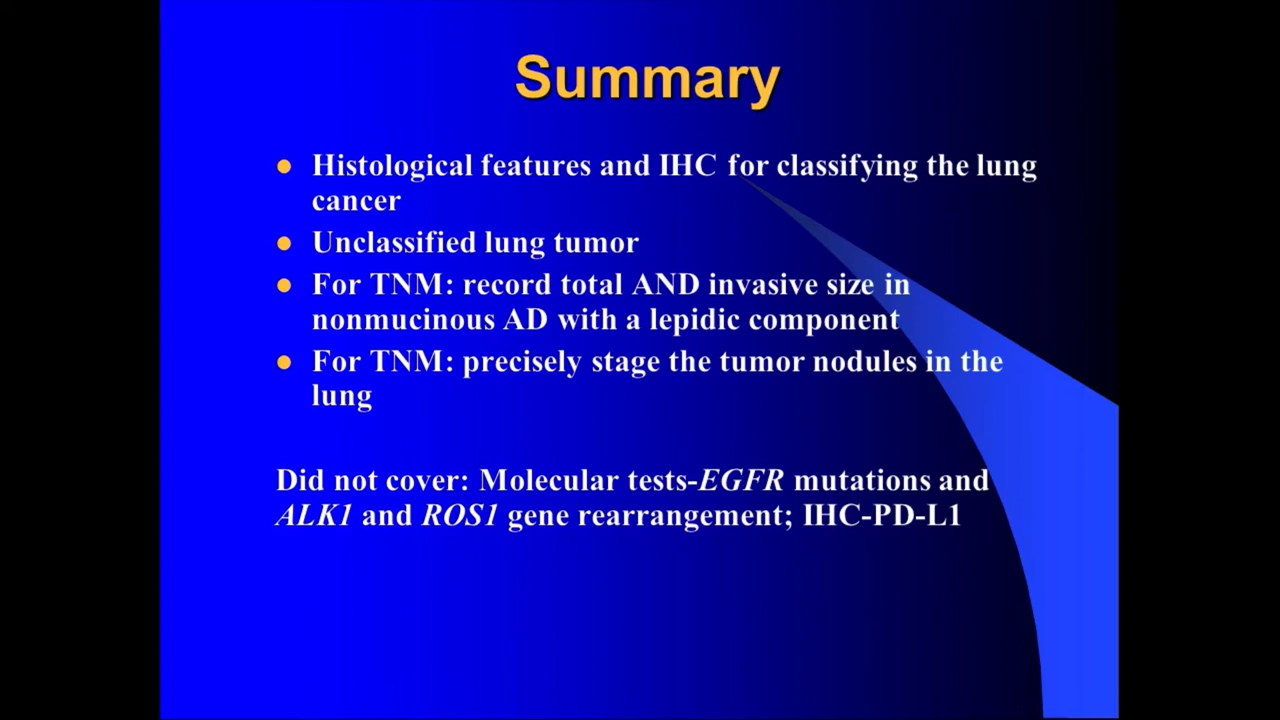 Summary
Histological features and IHC for classifying the lung
cancer
Unclassified lung tumor
For TNM: record total AND invasive size in
nonmucinous AD with a lepidic component
For TNM: precisely stage the tumor nodules in the
lung
Did not cover: Molecular tests-EGFR mutations and
ALK1 and ROS1 gene rearrangement; IHC-PD-L1